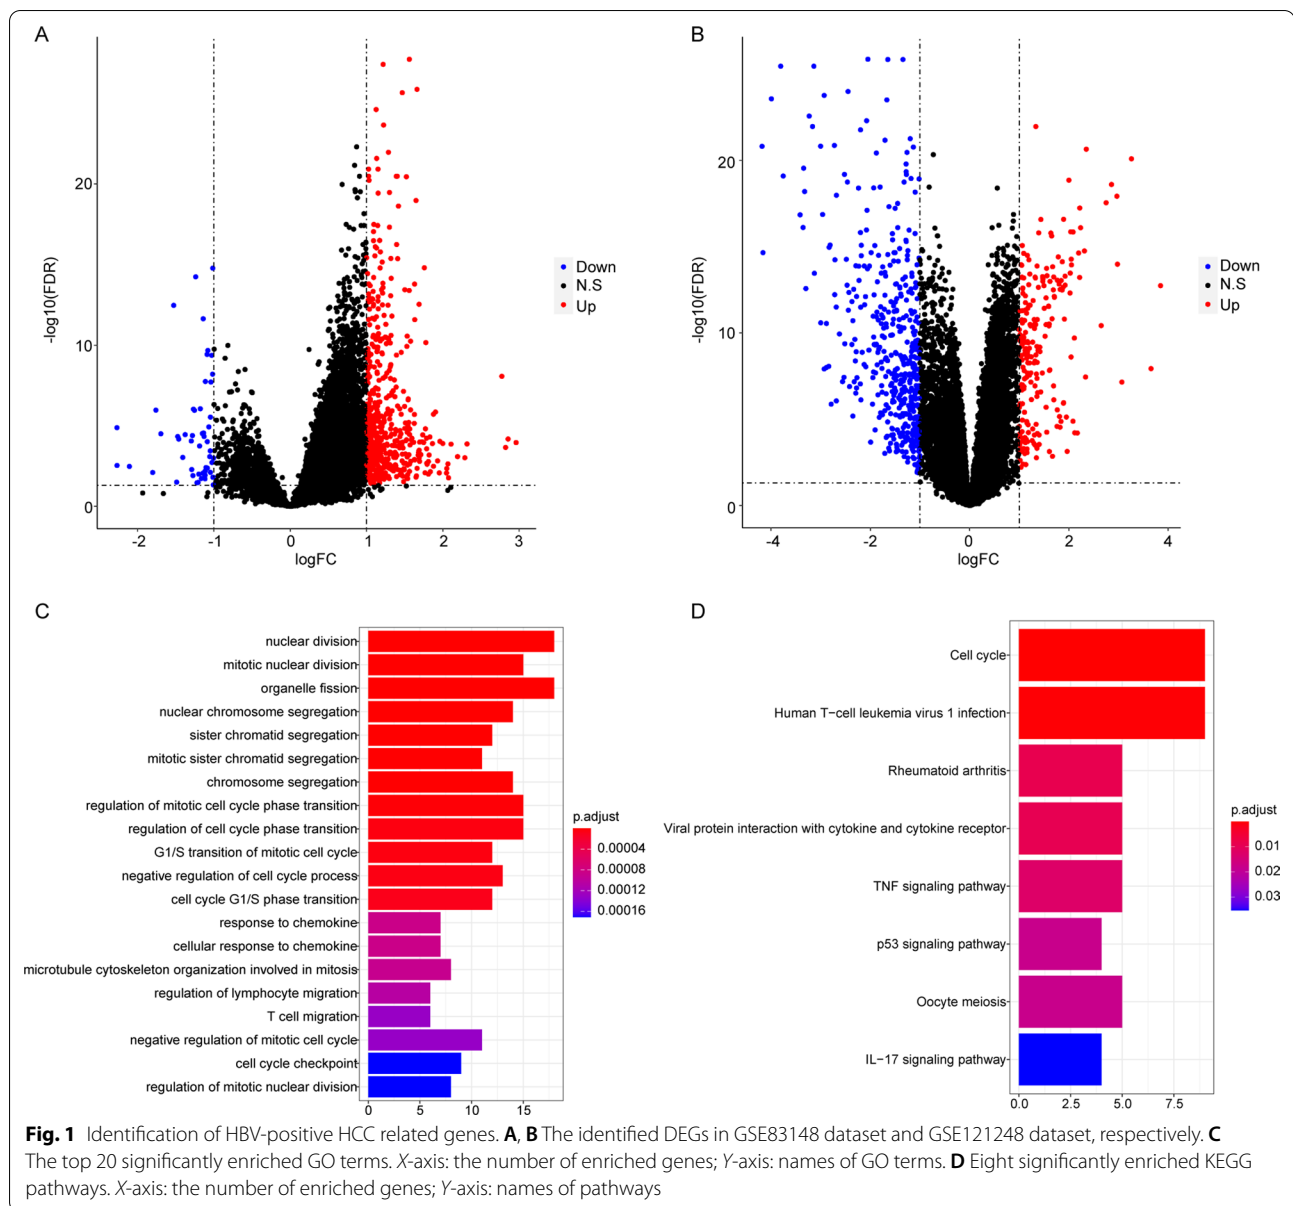 A
-log10(FDR)
20
10
0
-2
-1
0
1
2
3
logFC
Down
N.S
Up
B
-log10(FDR)
20
10
0
-4
-2
0
2
4
logFC
Down
N.S
Up
C
nuclear division
mitotic nuclear division
organelle fission
nuclear chromosome segregation
sister chromatid segregation
mitotic sister chromatid segregation
chromosome segregation
regulation of mitotic cell cycle phase transition
regulation of cell cycle phase transition
G1/S transition of mitotic cell cycle
negative regulation of cell cycle process
cell cycle G1/S phase transition
response to chemokine
cellular response to chemokine
microtubule cytoskeleton organization involved in mitosis
regulation of lymphocyte migration
T cell migration
negative regulation of mitotic cell cycle
cell cycle checkpoint
regulation of mitotic nuclear division
0
5
10
15
p.adjust
0.00004
0.00008
0.00012
0.00016
D
Cell cycle
Human T−cell leukemia virus 1 infection
Rheumatoid arthritis
Viral protein interaction with cytokine and cytokine receptor
TNF signaling pathway
p53 signaling pathway
Oocyte meiosis
IL−17 signaling pathway
0.0
2.5
5.0
7.5
p.adjust
0.01
0.02
0.03
Fig. 1 Identification of HBV-positive HCC related genes. A, B The identified DEGs in GSE83148 dataset and GSE121248 dataset, respectively. C
The top 20 significantly enriched GO terms. X-axis: the number of enriched genes; Y-axis: names of GO terms. D Eight significantly enriched KEGG
pathways. X-axis: the number of enriched genes; Y-axis: names of pathways